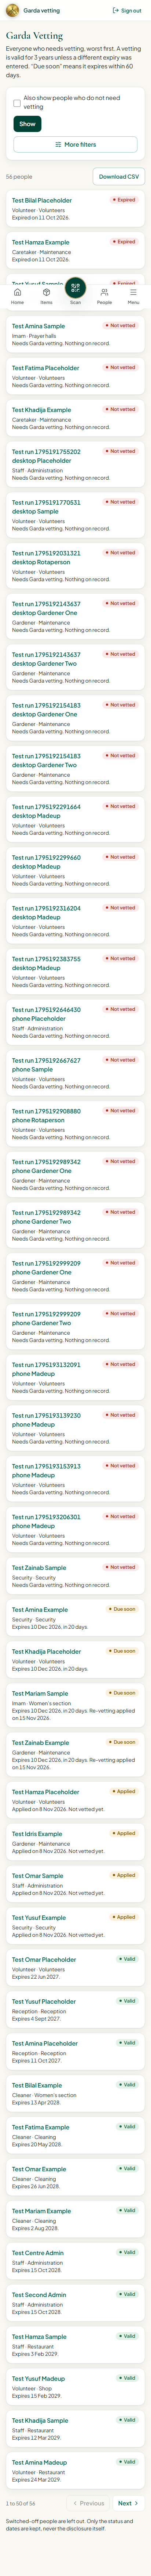 Garda vetting
Sign out
Garda Vetting
Everyone who needs vetting, worst first. A vetting
is valid for 3 years unless a different expiry was
entered. "Due soon" means it expires within 60
days.
Also show people who do not need
vetting
Show
More filters
56 people
Download CSV
Test Bilal Placeholder
Expired
Volunteer · Volunteers
Expired on 11 Oct 2026.
Test Hamza Example
Expired
Caretaker · Maintenance
Expired on 11 Oct 2026.
Expired
Home
Items
Scan
People
Menu
Test Amina Sample
Not vetted
Imam · Prayer halls
Needs Garda vetting. Nothing on record.
Test Fatima Placeholder
Not vetted
Volunteer · Volunteers
Needs Garda vetting. Nothing on record.
Test Khadija Example
Not vetted
Caretaker · Maintenance
Needs Garda vetting. Nothing on record.
Test run 1795191755202
Not vetted
desktop Placeholder
Staff · Administration
Needs Garda vetting. Nothing on record.
Test run 1795191770531
Not vetted
desktop Sample
Volunteer · Volunteers
Needs Garda vetting. Nothing on record.
Test run 1795192031321
Not vetted
desktop Rotaperson
Volunteer · Volunteers
Needs Garda vetting. Nothing on record.
Test run 1795192143637
Not vetted
desktop Gardener One
Gardener · Maintenance
Needs Garda vetting. Nothing on record.
Test run 1795192143637
Not vetted
desktop Gardener Two
Gardener · Maintenance
Needs Garda vetting. Nothing on record.
Test run 1795192154183
Not vetted
desktop Gardener One
Gardener · Maintenance
Needs Garda vetting. Nothing on record.
Test run 1795192154183
Not vetted
desktop Gardener Two
Gardener · Maintenance
Needs Garda vetting. Nothing on record.
Test run 1795192291664
Not vetted
desktop Madeup
Volunteer · Volunteers
Needs Garda vetting. Nothing on record.
Test run 1795192299660
Not vetted
desktop Madeup
Volunteer · Volunteers
Needs Garda vetting. Nothing on record.
Test run 1795192316204
Not vetted
desktop Madeup
Volunteer · Volunteers
Needs Garda vetting. Nothing on record.
Test run 1795192383755
Not vetted
desktop Madeup
Volunteer · Volunteers
Needs Garda vetting. Nothing on record.
Test run 1795192646430
Not vetted
phone Placeholder
Staff · Administration
Needs Garda vetting. Nothing on record.
Test run 1795192667627
Not vetted
phone Sample
Volunteer · Volunteers
Needs Garda vetting. Nothing on record.
Test run 1795192908880
Not vetted
phone Rotaperson
Volunteer · Volunteers
Needs Garda vetting. Nothing on record.
Test run 1795192989342
Not vetted
phone Gardener One
Gardener · Maintenance
Needs Garda vetting. Nothing on record.
Test run 1795192989342
Not vetted
phone Gardener Two
Gardener · Maintenance
Needs Garda vetting. Nothing on record.
Test run 1795192999209
Not vetted
phone Gardener One
Gardener · Maintenance
Needs Garda vetting. Nothing on record.
Test run 1795192999209
Not vetted
phone Gardener Two
Gardener · Maintenance
Needs Garda vetting. Nothing on record.
Test run 1795193132091
Not vetted
phone Madeup
Volunteer · Volunteers
Needs Garda vetting. Nothing on record.
Test run 1795193139230
Not vetted
phone Madeup
Volunteer · Volunteers
Needs Garda vetting. Nothing on record.
Test run 1795193153913
Not vetted
phone Madeup
Volunteer · Volunteers
Needs Garda vetting. Nothing on record.
Test run 1795193206301
Not vetted
phone Madeup
Volunteer · Volunteers
Needs Garda vetting. Nothing on record.
Test Zainab Sample
Not vetted
Security · Security
Needs Garda vetting. Nothing on record.
Test Amina Example
Due soon
Security · Security
Expires 10 Dec 2026. in 20 days.
Test Khadija Placeholder
Due soon
Volunteer · Volunteers
Expires 10 Dec 2026. in 20 days.
Test Mariam Sample
Due soon
Imam · Women's section
Expires 10 Dec 2026. in 20 days. Re-vetting applied
on 15 Nov 2026.
Test Zainab Example
Due soon
Gardener · Maintenance
Expires 10 Dec 2026. in 20 days. Re-vetting applied
on 15 Nov 2026.
Test Hamza Placeholder
Applied
Volunteer · Volunteers
Applied on 8 Nov 2026. Not vetted yet.
Test Idris Example
Applied
Gardener · Maintenance
Applied on 8 Nov 2026. Not vetted yet.
Test Omar Sample
Applied
Staff · Administration
Applied on 8 Nov 2026. Not vetted yet.
Test Yusuf Example
Applied
Security · Security
Applied on 8 Nov 2026. Not vetted yet.
Test Omar Placeholder
Valid
Volunteer · Volunteers
Expires 22 Jun 2027.
Test Yusuf Placeholder
Valid
Reception · Reception
Expires 4 Sept 2027.
Test Amina Placeholder
Valid
Reception · Reception
Expires 11 Oct 2027.
Test Bilal Example
Valid
Cleaner · Women's section
Expires 13 Apr 2028.
Test Fatima Example
Valid
Cleaner · Cleaning
Expires 20 May 2028.
Test Omar Example
Valid
Cleaner · Cleaning
Expires 26 Jun 2028.
Test Mariam Example
Valid
Cleaner · Cleaning
Expires 2 Aug 2028.
Test Centre Admin
Valid
Staff · Administration
Expires 15 Oct 2028.
Test Second Admin
Valid
Staff · Administration
Expires 15 Oct 2028.
Test Hamza Sample
Valid
Staff · Restaurant
Expires 3 Feb 2029.
Test Yusuf Madeup
Valid
Volunteer · Shop
Expires 15 Feb 2029.
Test Khadija Sample
Valid
Staff · Restaurant
Expires 12 Mar 2029.
Test Amina Madeup
Valid
Volunteer · Restaurant
Expires 24 Mar 2029.
1 to 50 of 56
Previous
Next
Switched-off people are left out. Only the status and
dates are kept, never the disclosure itself.